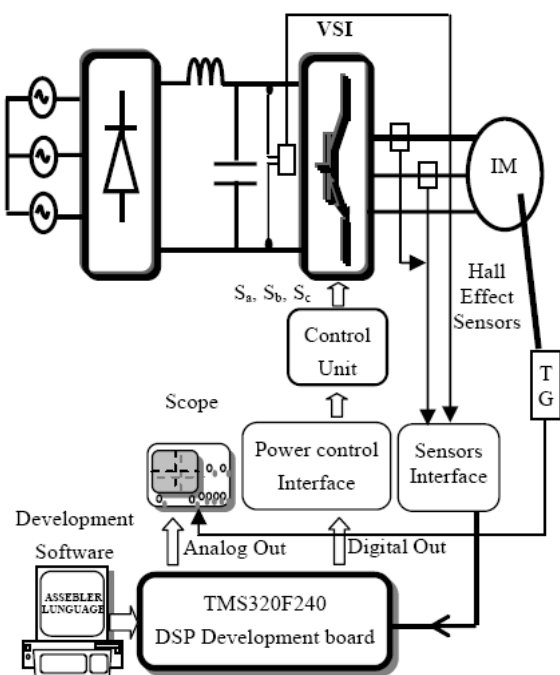 VSI
IM
Hall
Effect
Sensors
Sa, Sb, Sc
Control
Unit
T
G
Scope
Power control
Interface
Sensors
Interface
Development
Software
Analog Out
Digital Out
ASSEBLER
LUNGUAGE
TMS320F240
DSP Development board